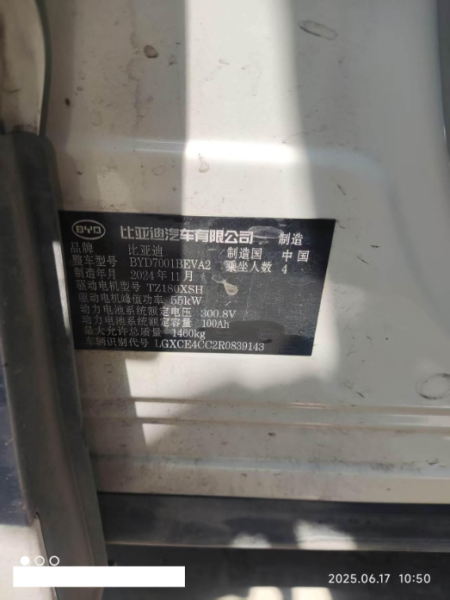 BYD 比亚迪汽车有限公司 制造
品牌 比亚迪 制造国 中国
整车型号 BYD7001BEVA2 乘坐人数 4
制造年月 2024年11月
驱动电机型号 TZ180XSH
驱动电机峰值功率 55kW
动力电池系统额定电压 300.8V
动力电池系统额定容量 100Ah
最大允许总质量 1460kg
车辆识别代号 LGXCE4CC2R0839143
2025.06.17 10:50